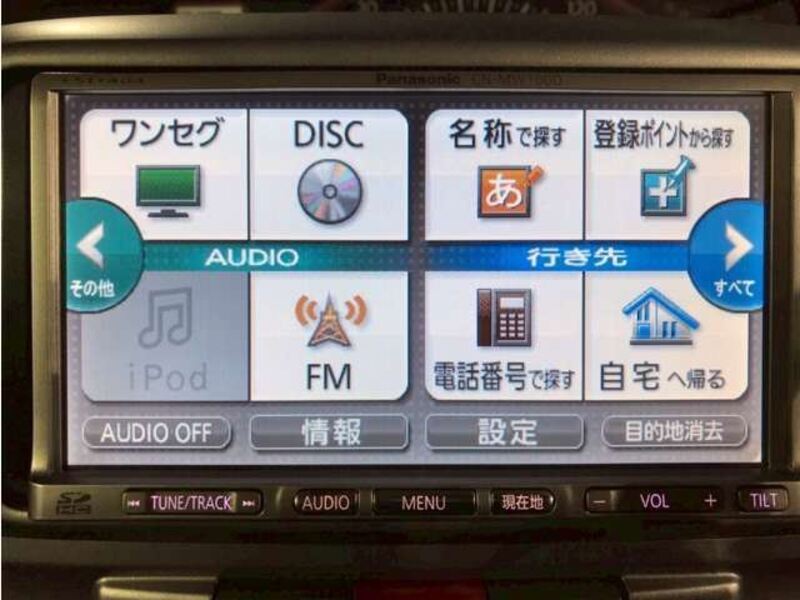 Panasonic CN-MW100D
ワンセグ
DISC
名称で探す
登録ポイントから探す
その他
AUDIO
行き先
すべて
iPod
FM
電話番号で探す
自宅へ帰る
AUDIO OFF
情報
設定
目的地消去
SD
TUNE/TRACK
AUDIO
MENU
現在地
− VOL +
TILT